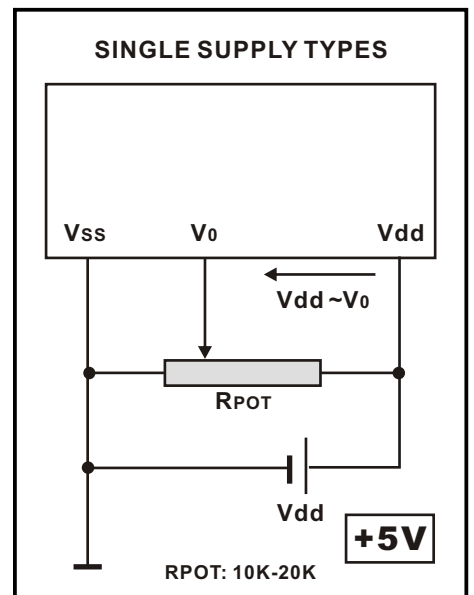 SINGLE SUPPLY TYPES
Vss V0 Vdd
Vdd ~V0
RPOT
Vdd
+5V
RPOT: 10K-20K